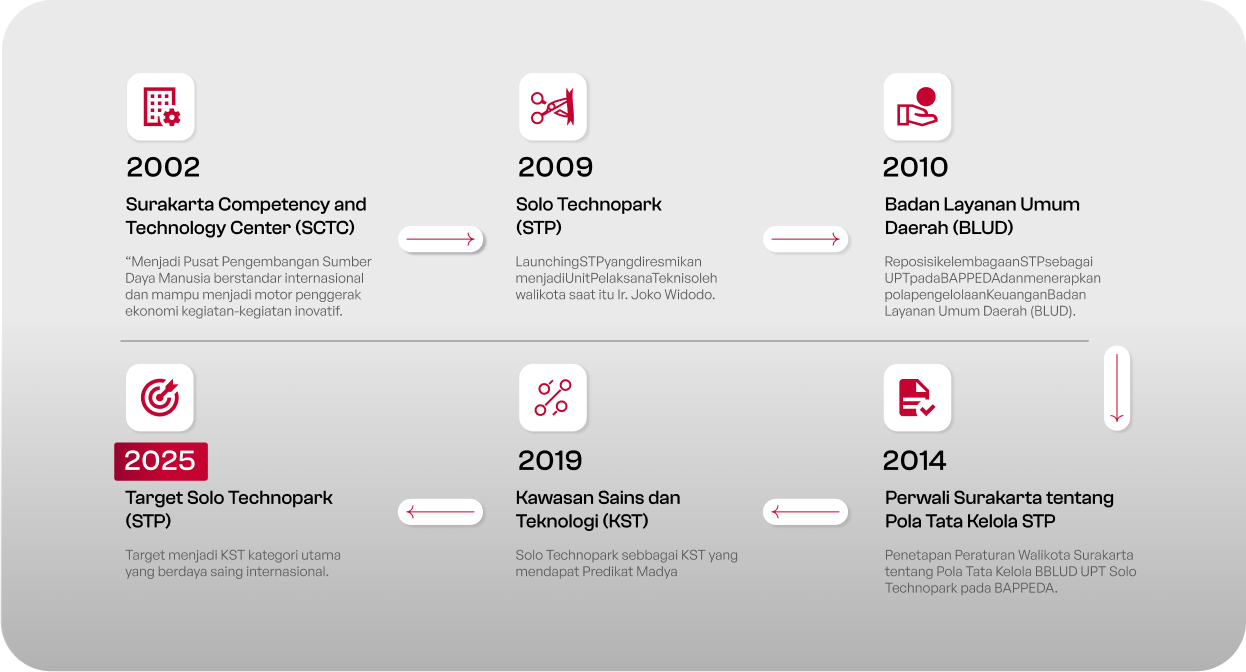 2002
Surakarta Competency and
Technology Center (SCTC)
“Menjadi Pusat Pengembangan Sumber
Daya Manusia berstandar internasional
dan mampu menjadi motor penggerak
ekonomi kegiatan-kegiatan inovatif.
2009
Solo Technopark
(STP)
LaunchingSTPyangdiresmikan
menjadiUnitPelaksanaTeknisoleh
walikota saat itu Ir. Joko Widodo.
2010
Badan Layanan Umum
Daerah (BLUD)
ReposisikelembagaanSTPsebagai
UPTpadaBAPPEDAdanmenerapkan
polapengelolaanKeuanganBadan
Layanan Umum Daerah (BLUD).
2014
Perwali Surakarta tentang
Pola Tata Kelola STP
Penetapan Peraturan Walikota Surakarta
tentang Pola Tata Kelola BBLUD UPT Solo
Technopark pada BAPPEDA.
2019
Kawasan Sains dan
Teknologi (KST)
Solo Technopark sebbagai KST yang
mendapat Predikat Madya
2025
Target Solo Technopark
(STP)
Target menjadi KST kategori utama
yang berdaya saing internasional.